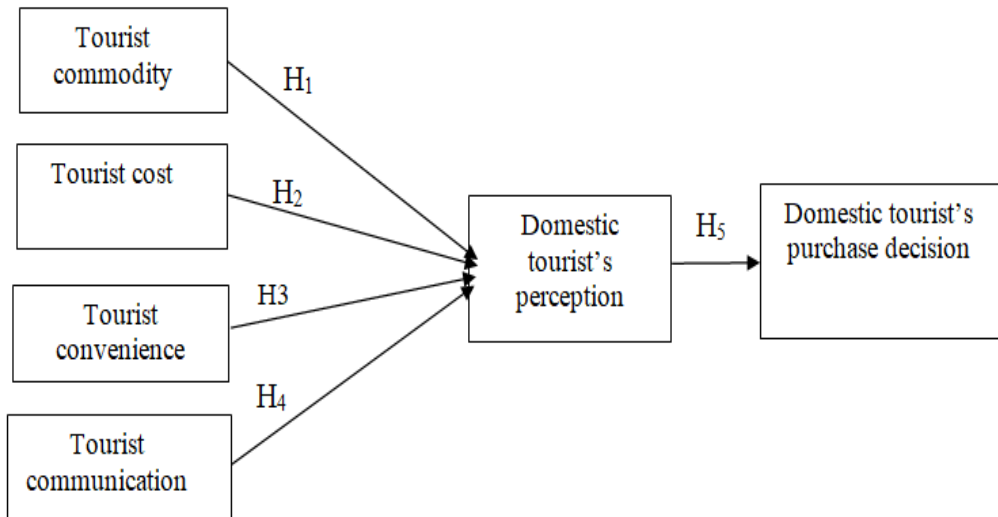 Tourist
commodity
H₁
Tourist cost
H₂
Tourist
convenience
H3
Tourist
communication
H₄
Domestic
tourist's
perception
H₅
Domestic tourist's
purchase decision